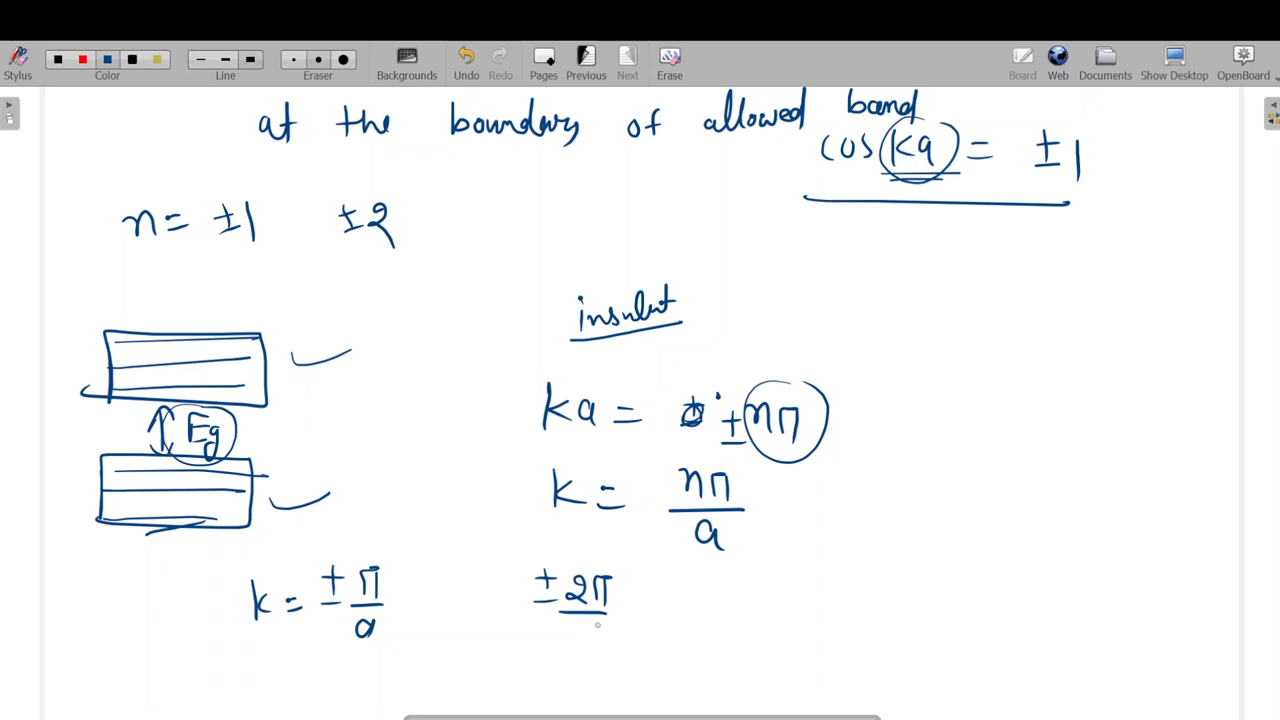 Stylus Color Line Eraser Backgrounds Undo Redo Pages Previous Next Erase Board Web Documents Show Desktop OpenBoard
at the boundary of allowed band
cos ka = ±1
n = ±1 ±2
insulat
Eg
ka = ± nπ
k = nπ/a
k = ±π/a ±2π